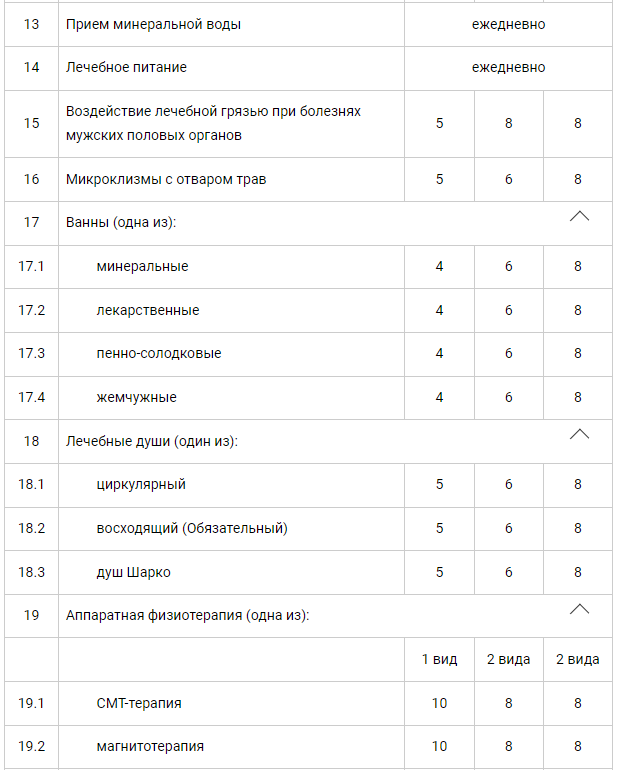 13 Прием минеральной воды ежедневно
14 Лечебное питание ежедневно
15 Воздействие лечебной грязью при болезнях
мужских половых органов 5 8 8
16 Микроклизмы с отваром трав 5 6 8
17 Ванны (одна из):
17.1 минеральные 4 6 8
17.2 лекарственные 4 6 8
17.3 пенно-солодковые 4 6 8
17.4 жемчужные 4 6 8
18 Лечебные души (один из):
18.1 циркулярный 5 6 8
18.2 восходящий (Обязательный) 5 6 8
18.3 душ Шарко 5 6 8
19 Аппаратная физиотерапия (одна из):
1 вид 2 вида 2 вида
19.1 СМТ-терапия 10 8 8
19.2 магнитотерапия 10 8 8